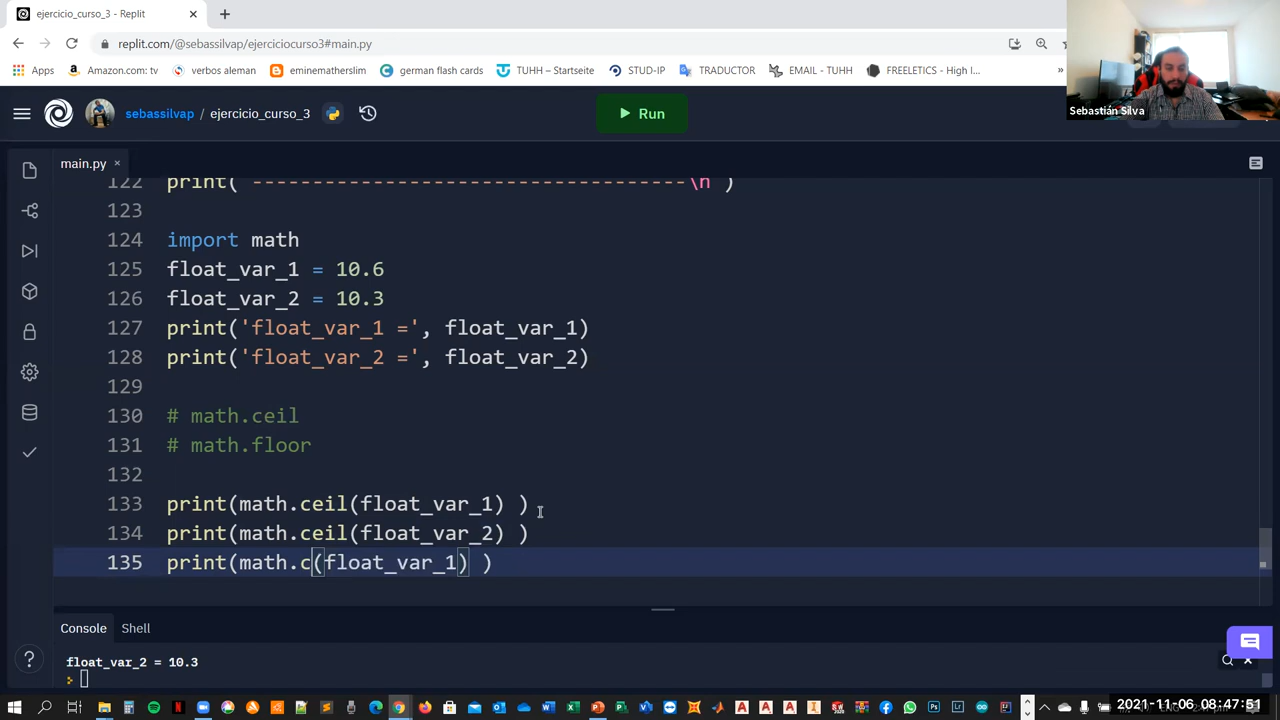 ejercicio_curso_3 - Replit
replit.com/@sebassilvap/ejerciciocurso3#main.py
Apps
Amazon.com: tv
verbos aleman
eminemathslim
german flash cards
TUHH – Startseite
STUD-IP
TRADUCTOR
EMAIL - TUHH
FREELETICS - High I...
»
Sebastián Silva
sebassilvap / ejercicio_curso_3
Run
main.py
122 print( ------------------------------------\n )
123
124 import math
125 float_var_1 = 10.6
126 float_var_2 = 10.3
127 print('float_var_1 =', float_var_1)
128 print('float_var_2 =', float_var_2)
129
130 # math.ceil
131 # math.floor
132
133 print(math.ceil(float_var_1) )
134 print(math.ceil(float_var_2) )
135 print(math.c(float_var_1) )
Console Shell
float_var_2 = 10.3
2021-11-06 08:47:51